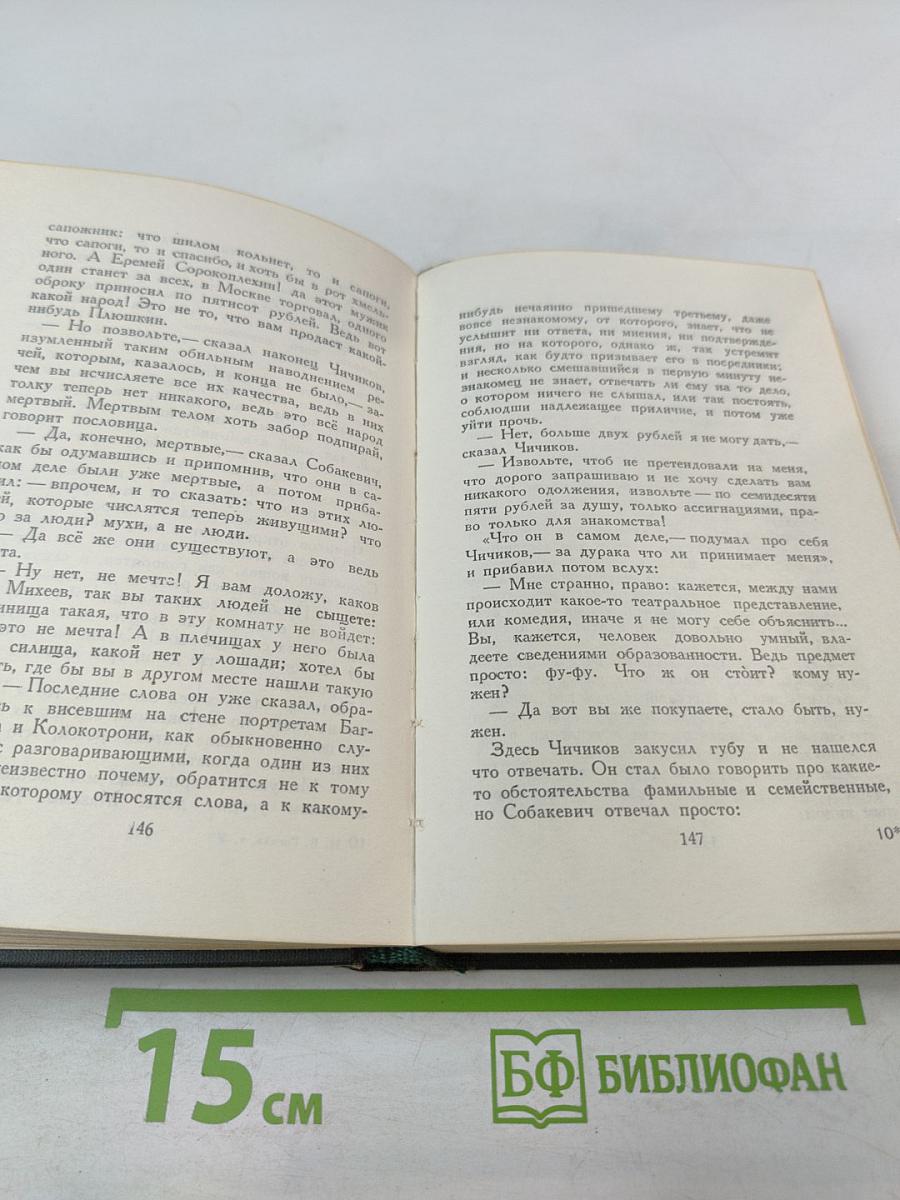 сапожник: что шилом кольнет, то и сапоги,
что сапоги, то и спасибо, и хоть бы в рот хмель-
ного. А Еремей Сорокоплехин! да этот мужик
один станет за всех, в Москве торговал, одного
оброку приносил по пятисот рублей. Ведь вот
какой народ! Это не то, что вам продаст какой-
нибудь Плюшкин.
— Но позвольте,— сказал наконец Чичиков,
изумленный таким обильным наводнением ре-
чей, которым, казалось, и конца не было,— за-
чем вы исчисляете все их качества, ведь в них
толку теперь нет никакого, ведь это всё народ
мертвый. Мертвым телом хоть забор подпирай,
говорит пословица.
— Да, конечно, мертвые,— сказал Собакевич,
как бы одумавшись и припомнив, что они в са-
ом деле были уже мертвые, а потом приба-
ил: — впрочем, и то сказать: что из этих лю-
ей, которые числятся теперь живущими? что
о за люди? мухи, а не люди.
— Да всё же они существуют, а это ведь
та.
— Ну нет, не мечта! Я вам доложу, каков
Михеев, так вы таких людей не сыщете:
инища такая, что в эту комнату не войдет:
это не мечта! А в плечищах у него была
силища, какой нет у лошади; хотел бы
ть, где бы вы в другом месте нашли такую
— Последние слова он уже сказал, обра-
сь к висевшим на стене портретам Баг-
а и Колокотрони, как обыкновенно слу-
с разговаривающими, когда один из них
неизвестно почему, обратится не к тому
которому относятся слова, а к какому-
146
нибудь нечаянно пришедшему третьему, даже
вовсе незнакомому, от которого, знает, что не
услышит ни ответа, ни мнения, ни подтвержде-
ния, но на которого, однако ж, так устремит
взгляд, как будто призывает его в посредники;
и несколько смешавшийся в первую минуту не-
знакомец не знает, отвечать ли ему на то дело,
о котором ничего не слышал, или так постоять,
соблюдши надлежащее приличие, и потом уже
уйти прочь.
— Нет, больше двух рублей я не могу дать,—
сказал Чичиков.
— Извольте, чтоб не претендовали на меня,
что дорого запрашиваю и не хочу сделать вам
никакого одолжения, извольте — по семидесяти
пяти рублей за душу, только ассигнациями, пра-
во только для знакомства!
«Что он в самом деле,— подумал про себя
Чичиков,— за дурака что ли принимает меня»,
и прибавил потом вслух:
— Мне странно, право: кажется, между нами
происходит какое-то театральное представление,
или комедия, иначе я не могу себе объяснить...
Вы, кажется, человек довольно умный, вла-
деете сведениями образованности. Ведь предмет
просто: фу-фу. Что ж он сто́ит? кому ну-
жен?
— Да вот вы же покупаете, стало быть, ну-
жен.
Здесь Чичиков закусил губу и не нашелся
что отвечать. Он стал было говорить про какие-
то обстоятельства фамильные и семейственные,
но Собакевич отвечал просто:
147
10*
15 см
БФ БИБЛИОФАН